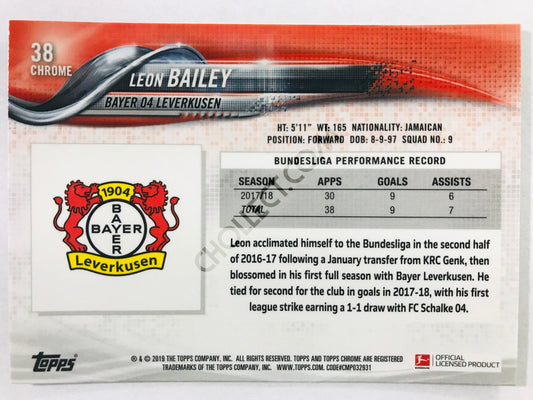 38
CHROME
LEON BAILEY
BAYER 04 LEVERKUSEN
HT: 5'11" WT: 165 NATIONALITY: JAMAICAN
POSITION: FORWARD DOB: 8-9-97 SQUAD NO.: 9
BUNDESLIGA PERFORMANCE RECORD
SEASON APPS GOALS ASSISTS
2017/18 30 9 6
TOTAL 38 9 7
1904
BAYER
BAYER
Leverkusen
Leon acclimated himself to the Bundesliga in the second half
of 2016-17 following a January transfer from KRC Genk, then
blossomed in his first full season with Bayer Leverkusen. He
tied for second for the club in goals in 2017-18, with his first
league strike earning a 1-1 draw with FC Schalke 04.
Topps
® & © 2019 THE TOPPS COMPANY, INC. ALL RIGHTS RESERVED. TOPPS AND TOPPS CHROME ARE REGISTERED
TRADEMARKS OF THE TOPPS COMPANY, INC. WWW.TOPPS.COM. CODE#CMP032931
OFFICIAL
LICENSED PRODUCT